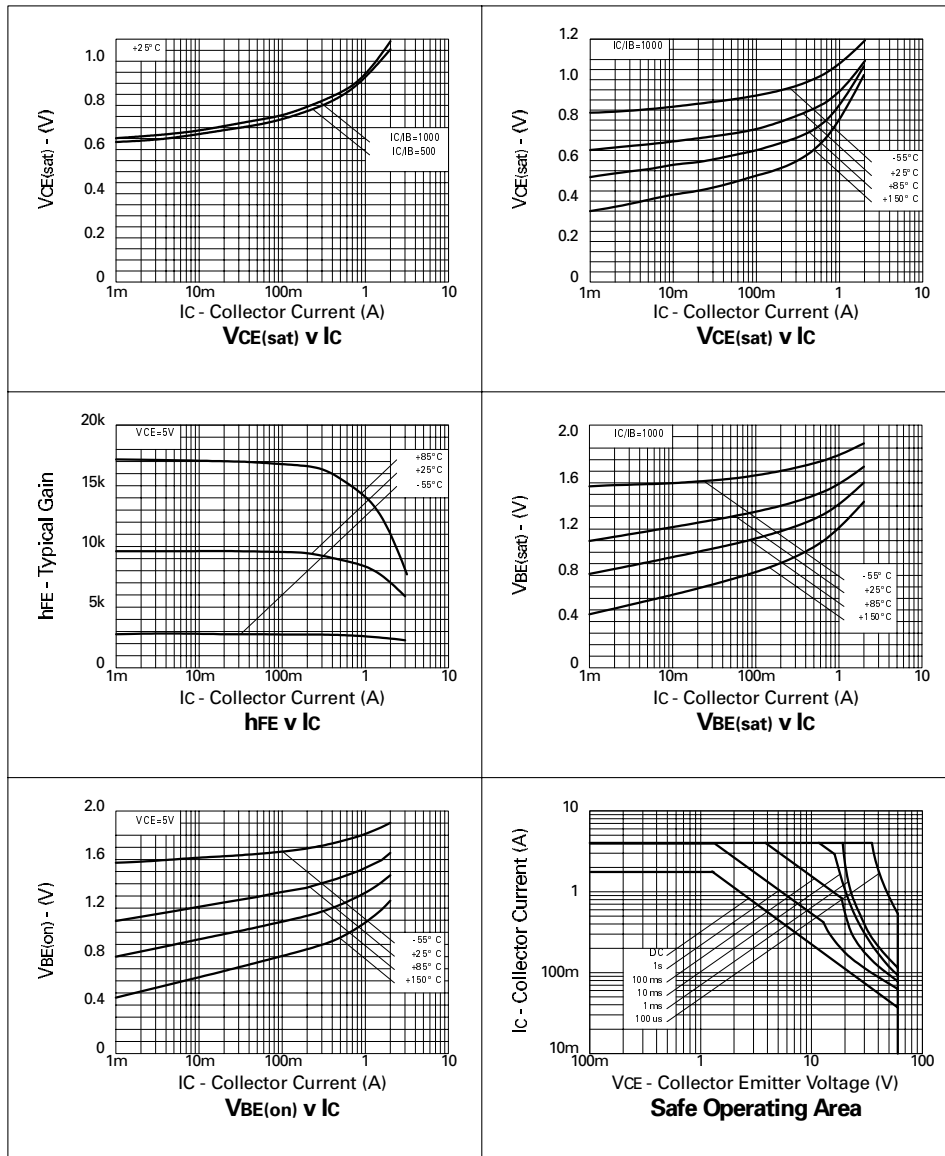 +25°C
1.0
0.8
0.6
0.4
0.2
0
VCE(sat) - (V)
IC/IB=1000
IC/IB=500
1m 10m 100m 1 10
IC - Collector Current (A)
VCE(sat) v IC
IC/IB=1000
1.2
1.0
0.8
0.6
0.4
0.2
0
VCE(sat) - (V)
-55°C
+25°C
+85°C
+150°C
1m 10m 100m 1 10
IC - Collector Current (A)
VCE(sat) v IC
VCE=5V
20k
15k
10k
5k
0
hFE - Typical Gain
+85°C
+25°C
-55°C
1m 10m 100m 1 10
IC - Collector Current (A)
hFE v IC
IC/IB=1000
2.0
1.6
1.2
0.8
0.4
0
VBE(sat) - (V)
-55°C
+25°C
+85°C
+150°C
1m 10m 100m 1 10
IC - Collector Current (A)
VBE(sat) v IC
VCE=5V
2.0
1.6
1.2
0.8
0.4
0
VBE(on) - (V)
-55°C
+25°C
+85°C
+150°C
1m 10m 100m 1 10
IC - Collector Current (A)
VBE(on) v IC
10
1
100m
10m
IC - Collector Current (A)
DC
1s
100ms
10ms
1ms
100us
100m 1 10 100
VCE - Collector Emitter Voltage (V)
Safe Operating Area